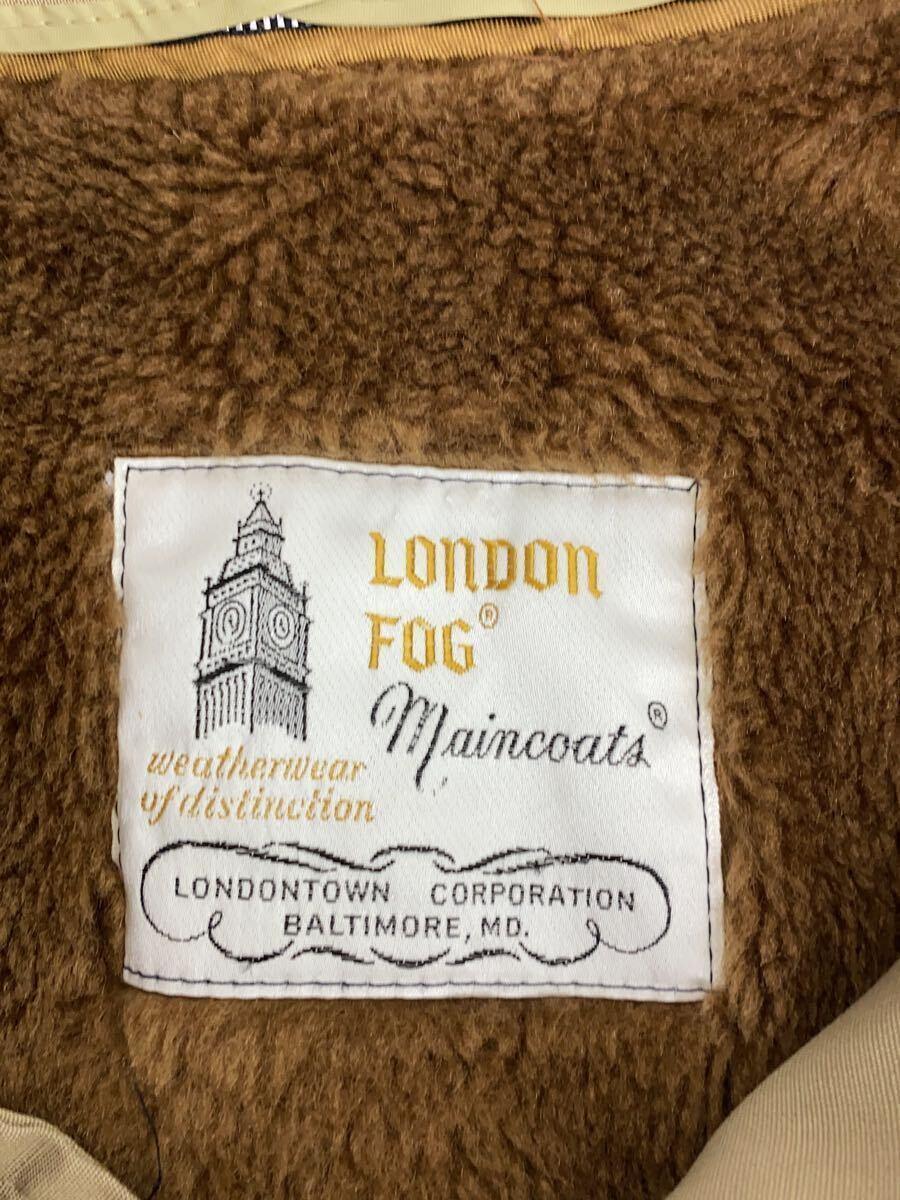 LONDON
FOG®
Maincoats®
weatherwear
of distinction
LONDONTOWN CORPORATION
BALTIMORE, MD.